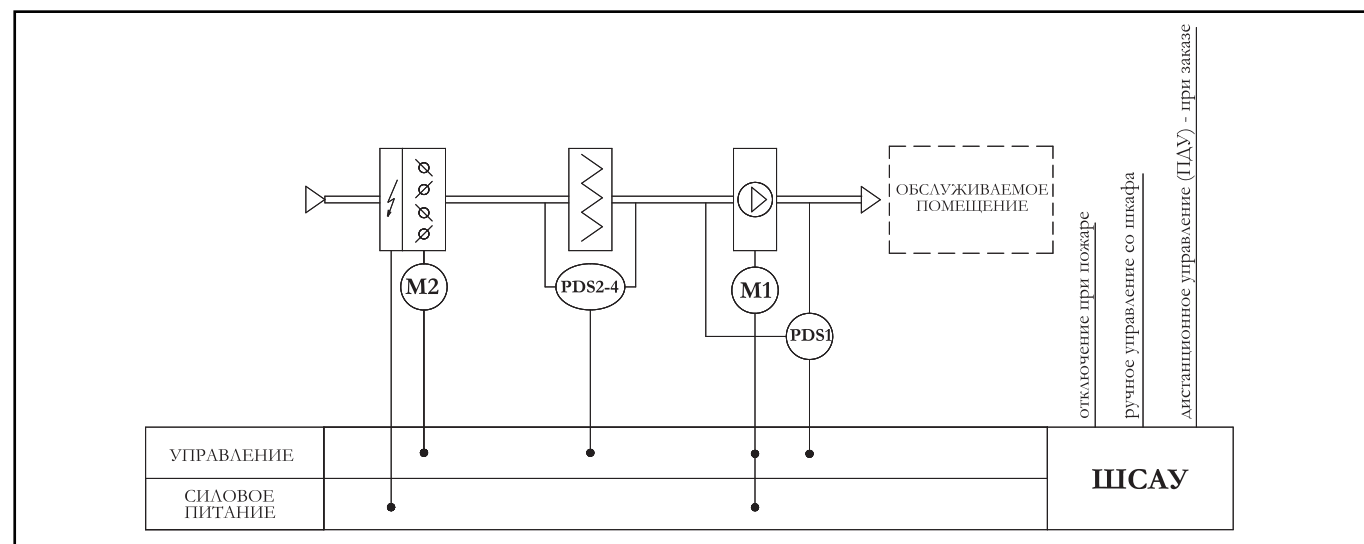 ОБСЛУЖИВАЕМОЕ
ПОМЕЩЕНИЕ
M2
PDS2-4
M1
PDS1
отключение при пожаре
ручное управление со шкафа
дистанционное управление (ПДУ) - при заказе
УПРАВЛЕНИЕ
СИЛОВОЕ
ПИТАНИЕ
ШСАУ